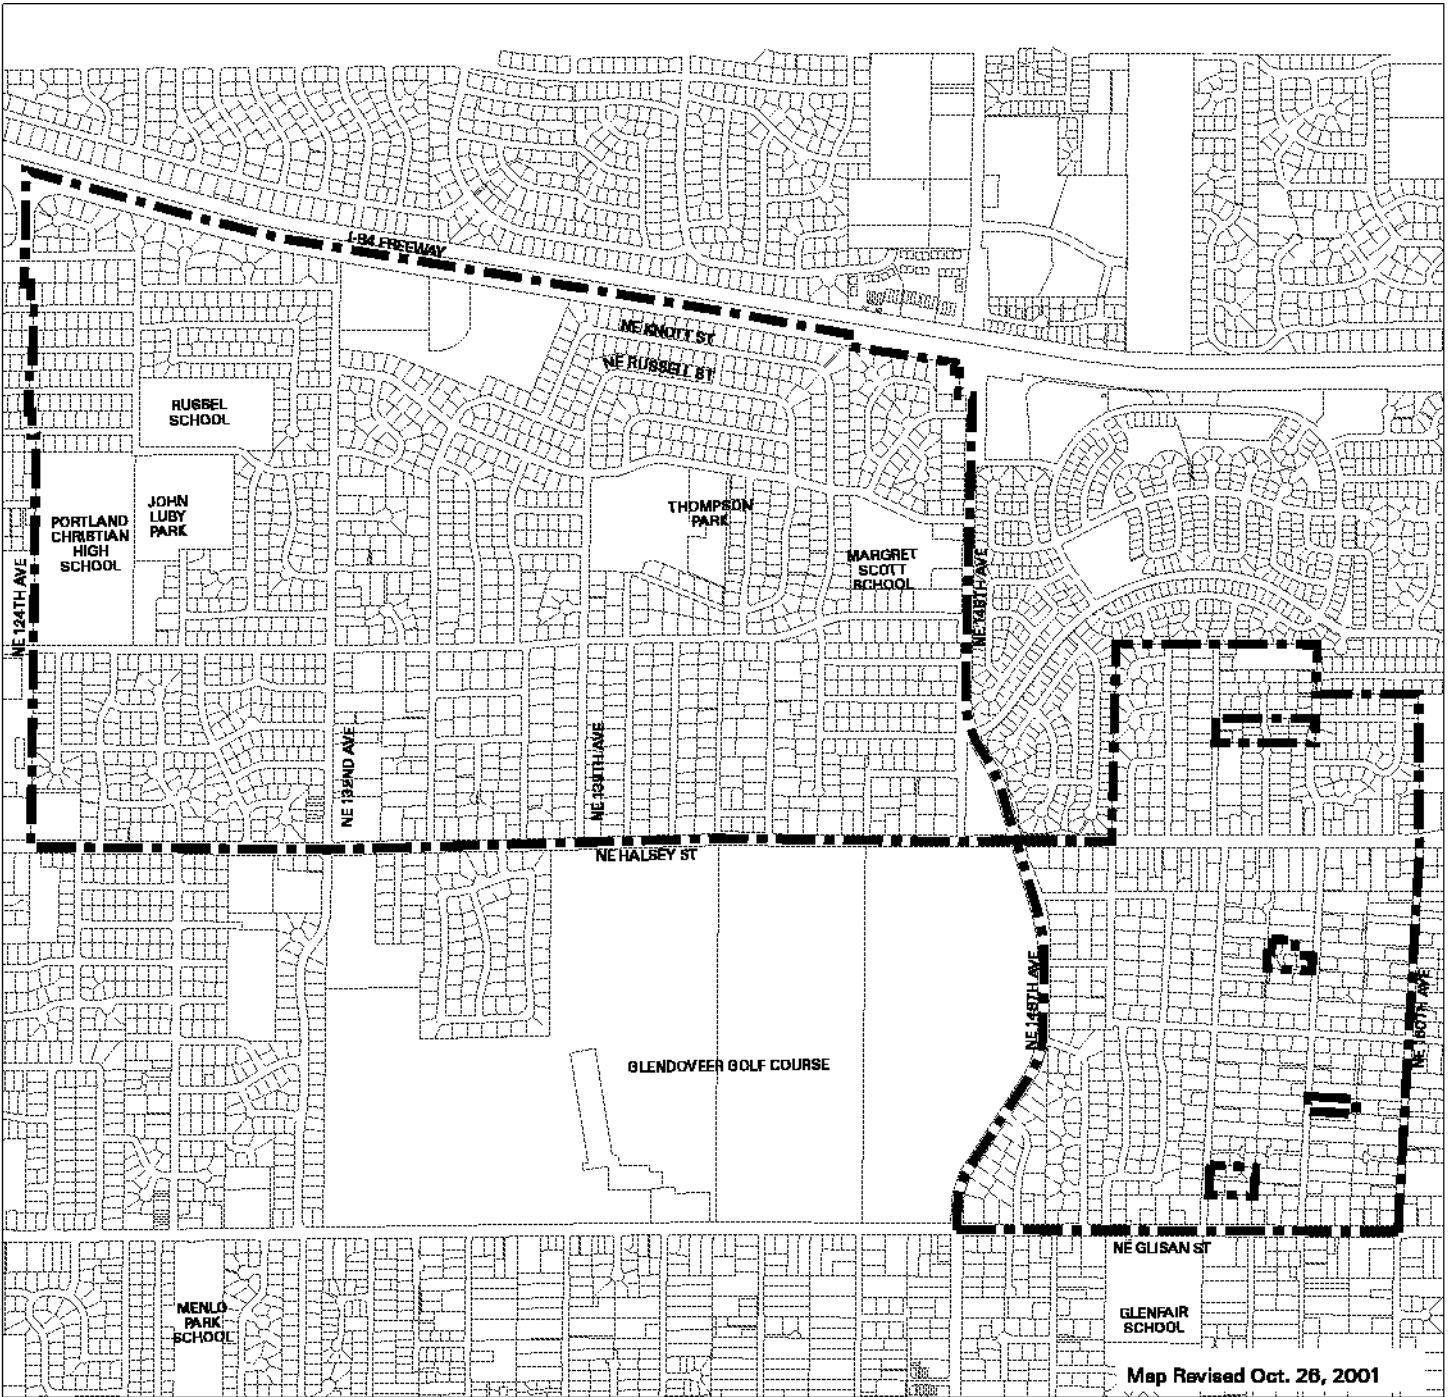 I-84 FREEWAY
NE KNOTT ST
NE RUSSELL ST
RUSSEL
SCHOOL
JOHN
LUBY
PARK
PORTLAND
CHRISTIAN
HIGH
SCHOOL
THOMPSON
PARK
MARGRET
SCOTT
SCHOOL
NE 124TH AVE
NE 148TH AVE
NE 132ND AVE
NE 139TH AVE
NE HALSEY ST
NE 148TH AVE
NE 160TH AVE
GLENDOVEER GOLF COURSE
NE GLISAN ST
MENLO
PARK
SCHOOL
GLENFAIR
SCHOOL
Map Revised Oct. 26, 2001